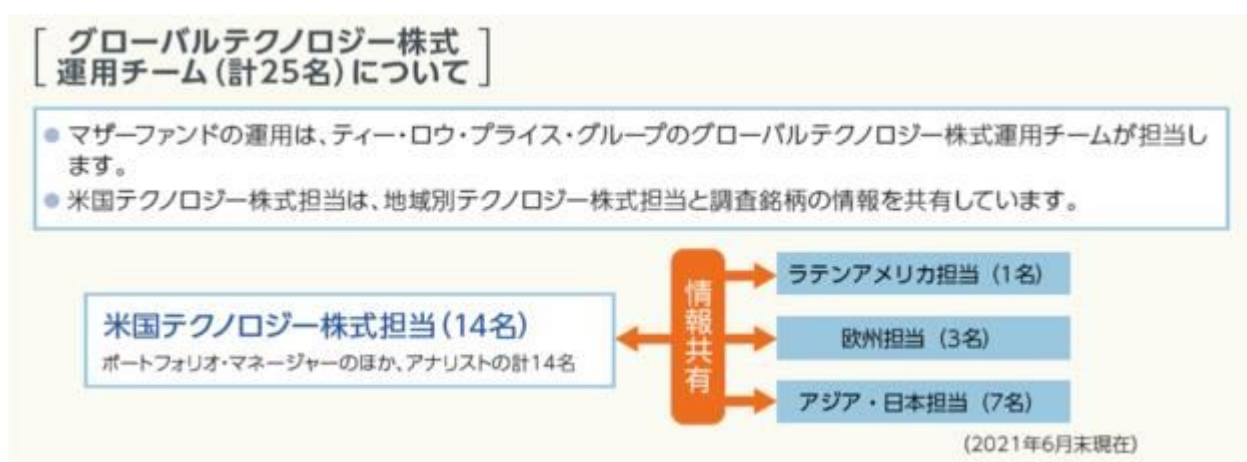 グローバルテクノロジー株式
運用チーム(計25名)について
● マザーファンドの運用は、ティー・ロウ・プライス・グループのグローバルテクノロジー株式運用チームが担当し
ます。
● 米国テクノロジー株式担当は、地域別テクノロジー株式担当と調査銘柄の情報を共有しています。
米国テクノロジー株式担当(14名)
ポートフォリオ・マネージャーのほか、アナリストの計14名
情報共有
ラテンアメリカ担当 (1名)
欧州担当 (3名)
アジア・日本担当 (7名)
(2021年6月末現在)